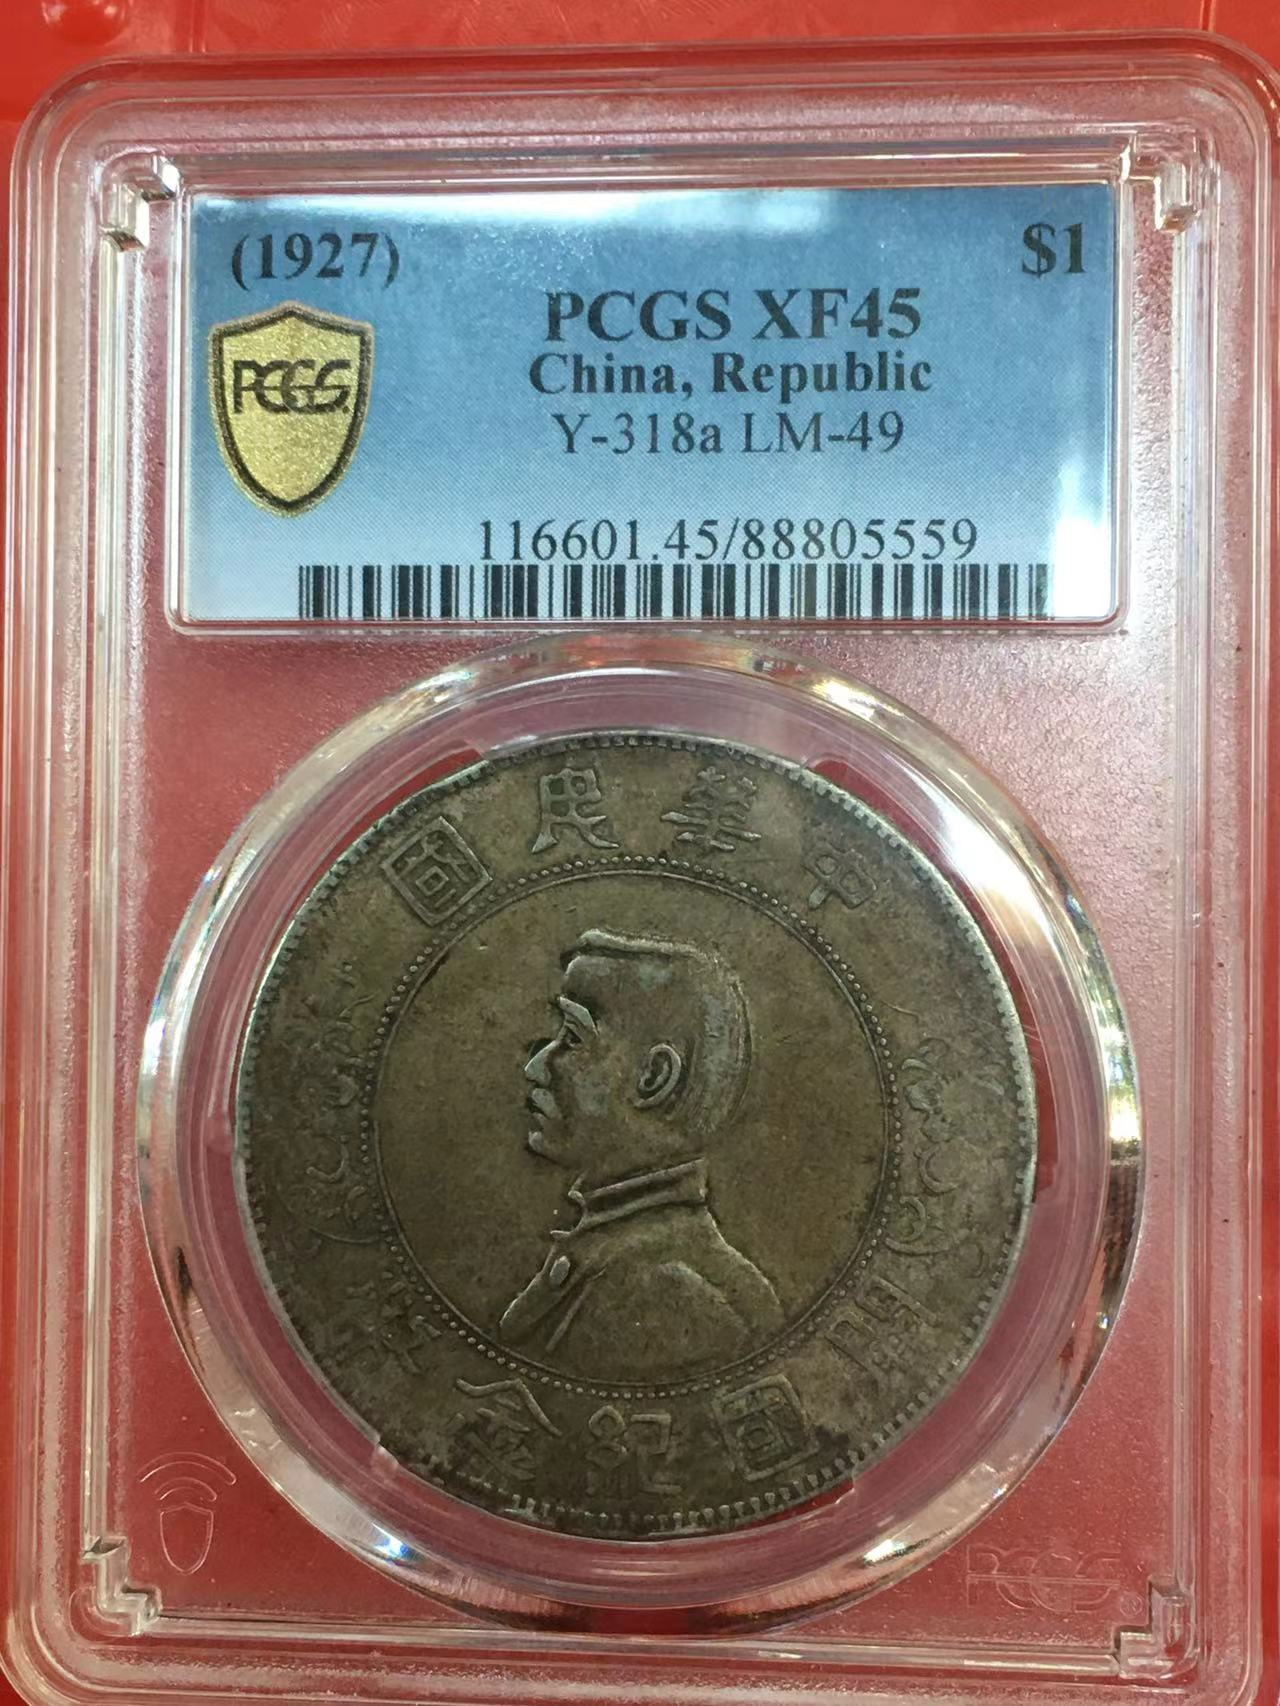 (1927)
$1
PCGS XF45
China, Republic
Y-318a LM-49
PCGS
116601.45/88805559
中華民國
開國紀念幣
PCGS